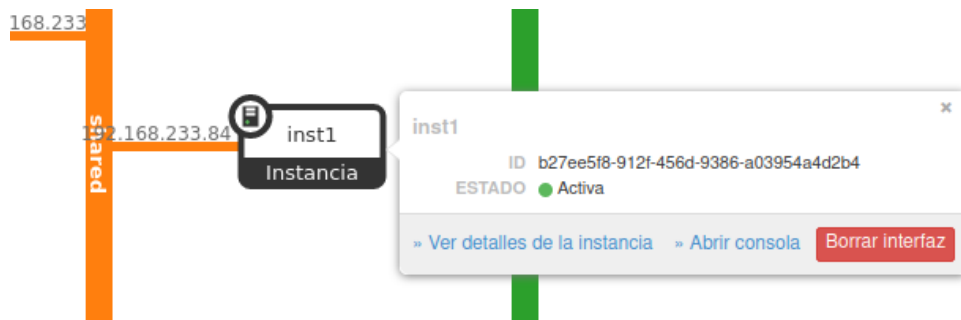 168.233
shared
192.168.233.84
inst1
Instancia
inst1
ID b27ee5f8-912f-456d-9386-a03954a4d2b4
ESTADO Activa
» Ver detalles de la instancia » Abrir consola Borrar interfaz